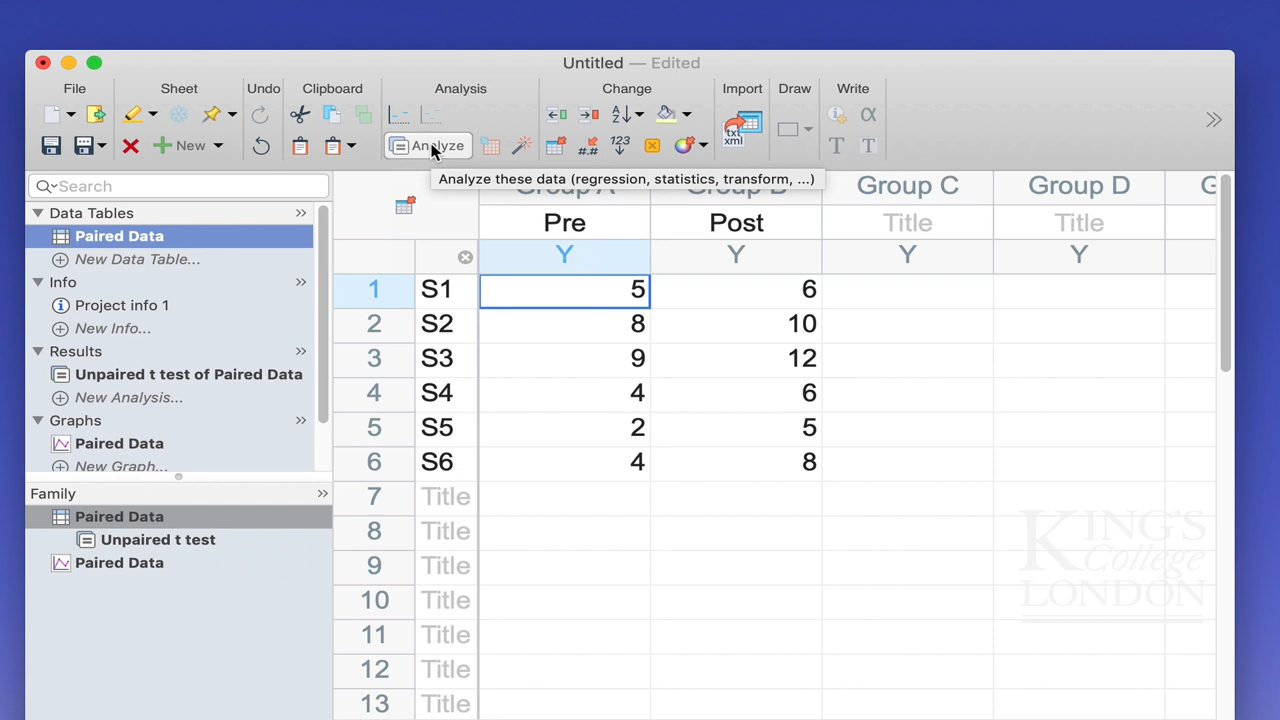 Untitled — Edited
File Sheet Undo Clipboard Analysis Change Import Draw Write
New Analyze txt xml α T T
Analyze these data (regression, statistics, transform, ...)
Search
Data Tables
Paired Data
New Data Table...
Info
Project info 1
New Info...
Results
Unpaired t test of Paired Data
New Analysis...
Graphs
Paired Data
New Graph...
Family
Paired Data
Unpaired t test
Paired Data
Group A Group B Group C Group D G
Pre Post Title Title
Y Y Y Y
1 S1 5 6
2 S2 8 10
3 S3 9 12
4 S4 4 6
5 S5 2 5
6 S6 4 8
7 Title
8 Title
9 Title
10 Title
11 Title
12 Title
13 Title
KING'S
College
LONDON